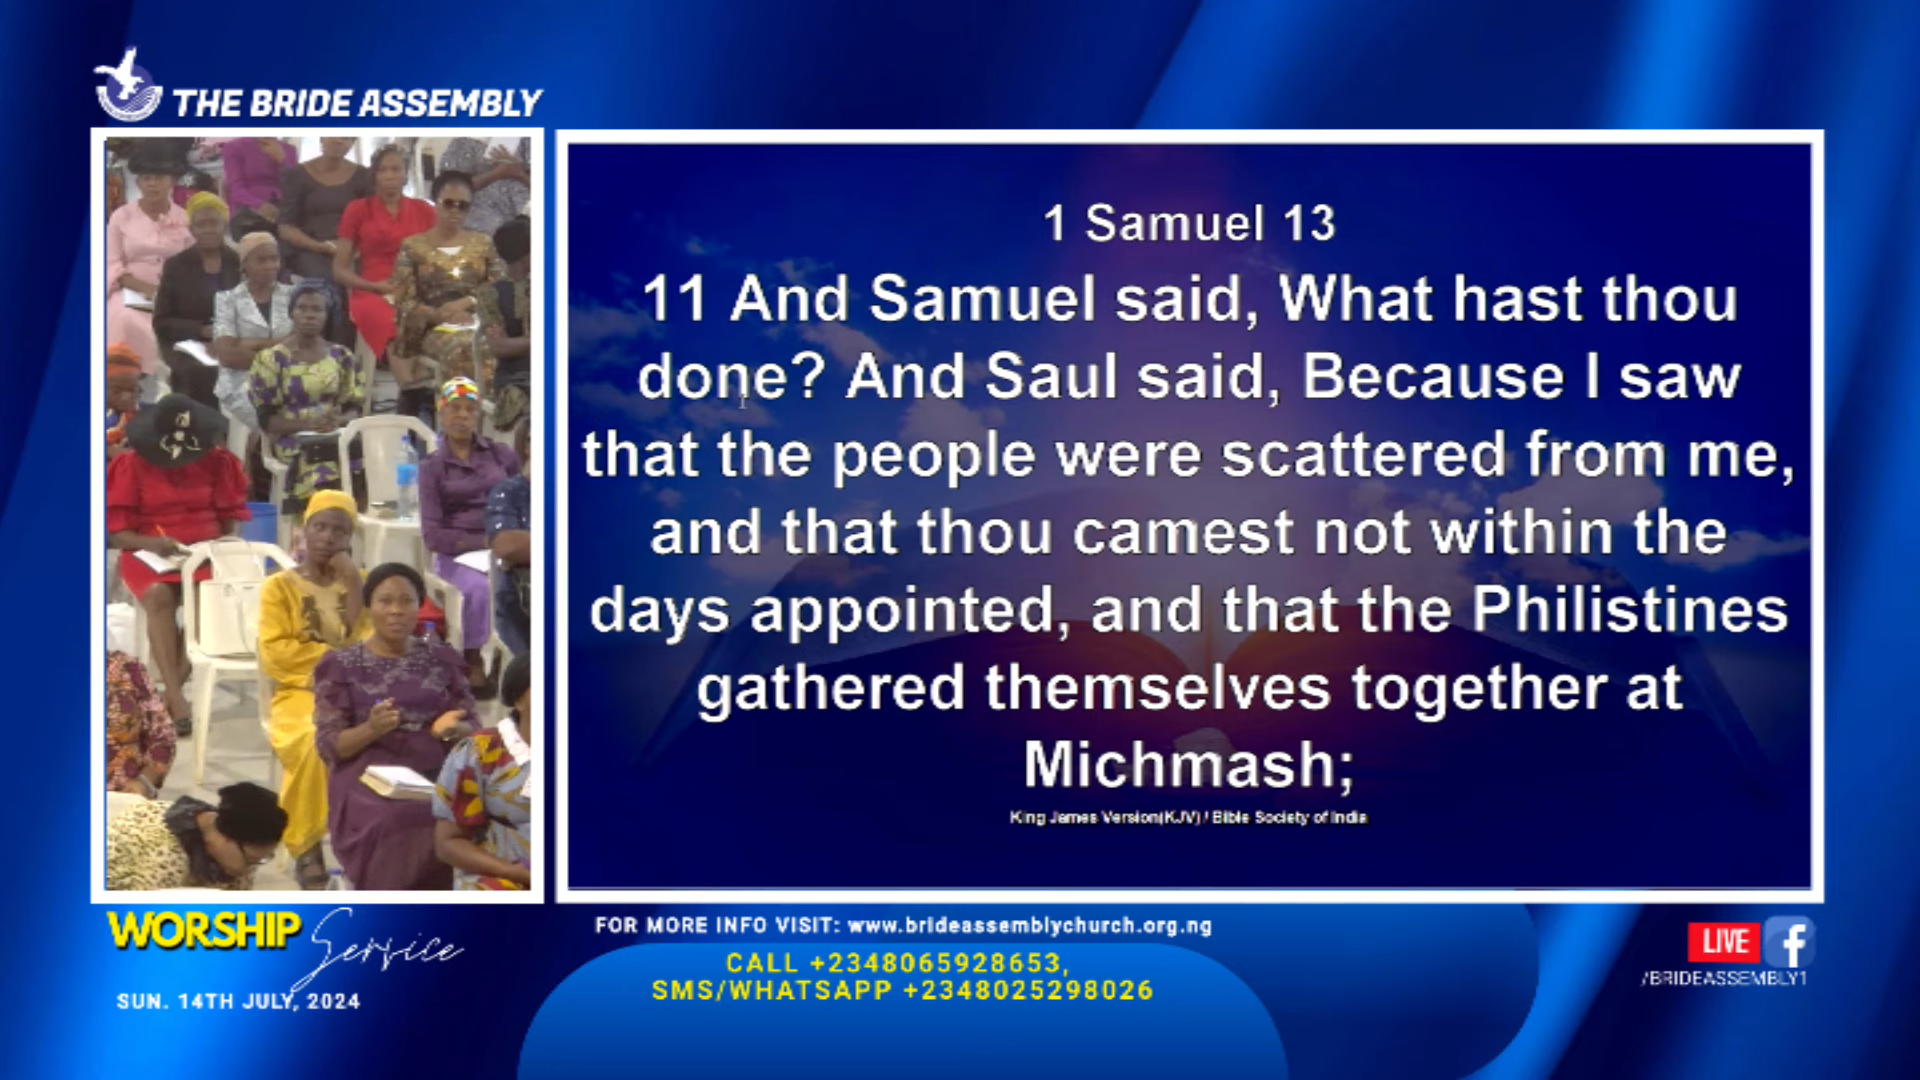 THE BRIDE ASSEMBLY
1 Samuel 13
11 And Samuel said, What hast thou
done? And Saul said, Because I saw
that the people were scattered from me,
and that thou camest not within the
days appointed, and that the Philistines
gathered themselves together at
Michmash;
King James Version(KJV) / Bible Society of India
WORSHIP
Service
SUN. 14TH JULY, 2024
FOR MORE INFO VISIT: www.brideassemblychurch.org.ng
CALL +2348065928653,
SMS/WHATSAPP +2348025298026
LIVE
/BRIDEASSEMBLY1